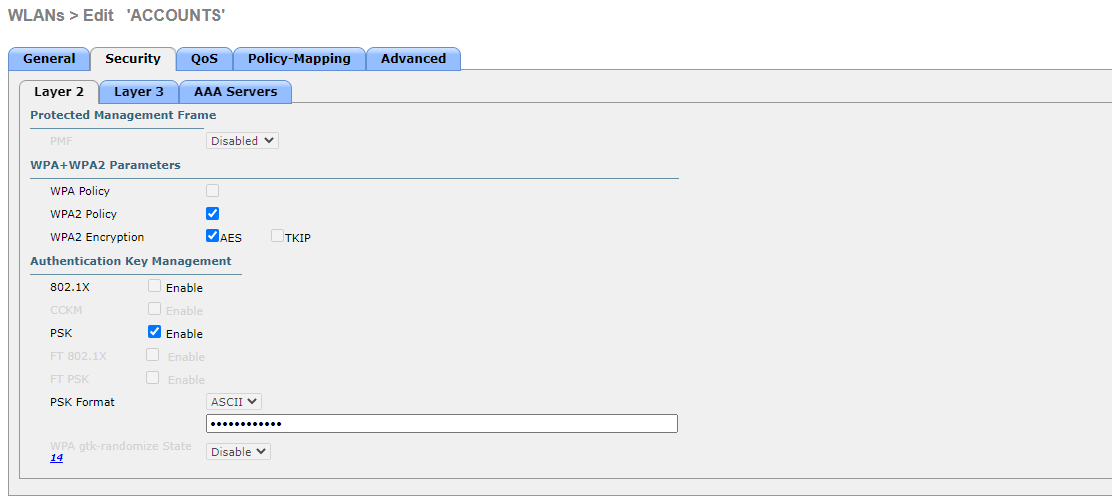 WLANs > Edit 'ACCOUNTS'
General Security QoS Policy-Mapping Advanced
Layer 2 Layer 3 AAA Servers
Protected Management Frame
PMF Disabled
WPA+WPA2 Parameters
WPA Policy
WPA2 Policy
WPA2 Encryption AES TKIP
Authentication Key Management
802.1X Enable
CCKM Enable
PSK Enable
FT 802.1X Enable
FT PSK Enable
PSK Format ASCII
••••••••••••
WPA gtk-randomize State Disable
14